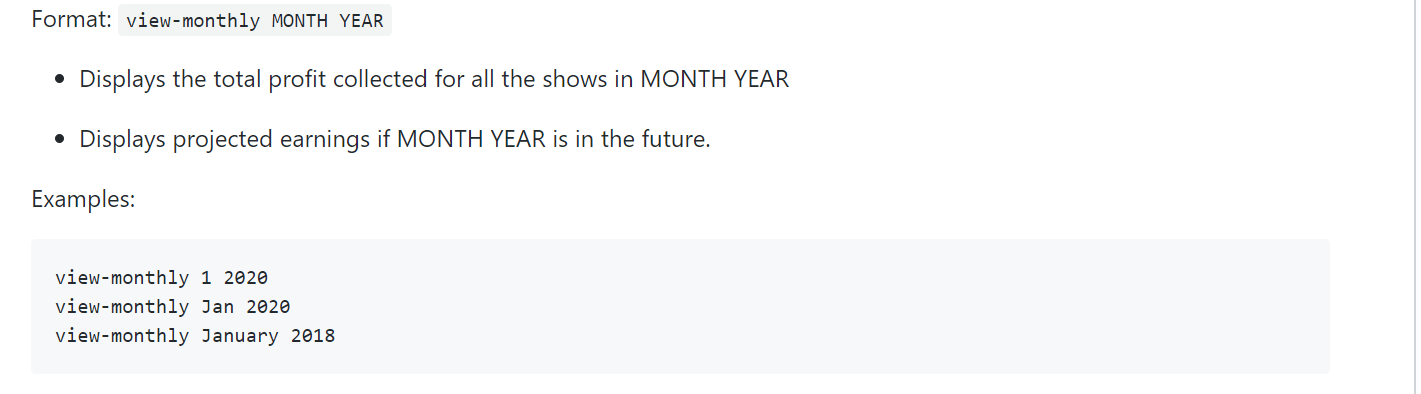 Format: view-monthly MONTH YEAR
• Displays the total profit collected for all the shows in MONTH YEAR
• Displays projected earnings if MONTH YEAR is in the future.
Examples:
view-monthly 1 2020
view-monthly Jan 2020
view-monthly January 2018